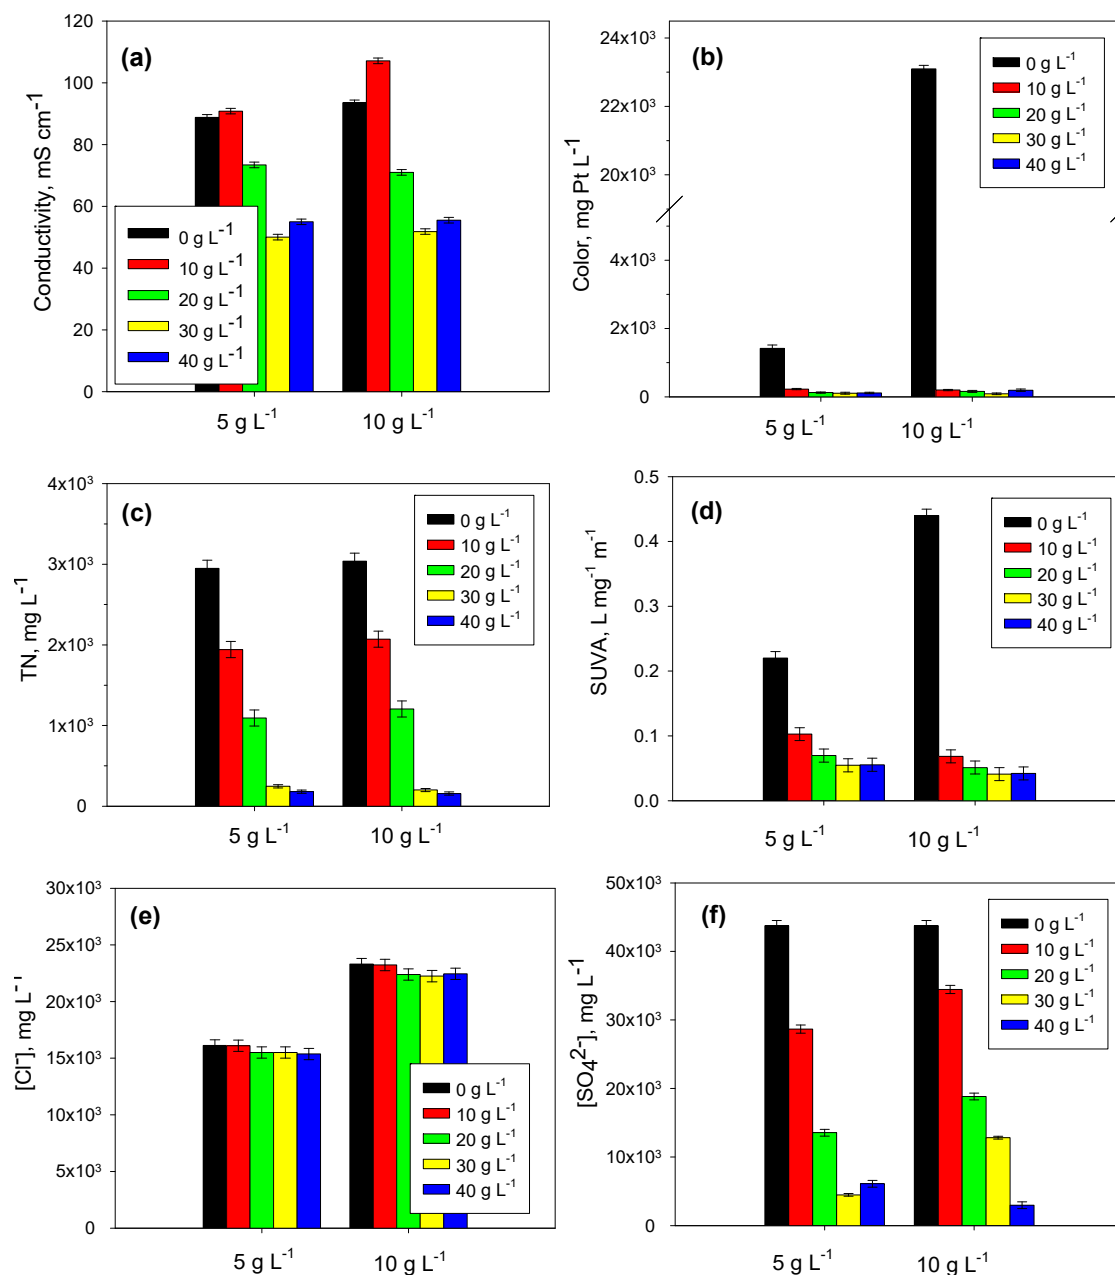 (a)
Conductivity, mS cm⁻¹
120
100
80
60
40
20
0
0 g L⁻¹
10 g L⁻¹
20 g L⁻¹
30 g L⁻¹
40 g L⁻¹
5 g L⁻¹
10 g L⁻¹
(b)
Color, mg Pt L⁻¹
24x10³
22x10³
20x10³
4x10³
2x10³
0
0 g L⁻¹
10 g L⁻¹
20 g L⁻¹
30 g L⁻¹
40 g L⁻¹
5 g L⁻¹
10 g L⁻¹
(c)
TN, mg L⁻¹
4x10³
3x10³
2x10³
1x10³
0
0 g L⁻¹
10 g L⁻¹
20 g L⁻¹
30 g L⁻¹
40 g L⁻¹
5 g L⁻¹
10 g L⁻¹
(d)
SUVA, L mg⁻¹ m⁻¹
0.5
0.4
0.3
0.2
0.1
0.0
0 g L⁻¹
10 g L⁻¹
20 g L⁻¹
30 g L⁻¹
40 g L⁻¹
5 g L⁻¹
10 g L⁻¹
(e)
[Cl⁻], mg L⁻¹
30x10³
25x10³
20x10³
15x10³
10x10³
5x10³
0
0 g L⁻¹
10 g L⁻¹
20 g L⁻¹
30 g L⁻¹
40 g L⁻¹
5 g L⁻¹
10 g L⁻¹
(f)
[SO₄²⁻], mg L⁻¹
50x10³
40x10³
30x10³
20x10³
10x10³
0
0 g L⁻¹
10 g L⁻¹
20 g L⁻¹
30 g L⁻¹
40 g L⁻¹
5 g L⁻¹
10 g L⁻¹